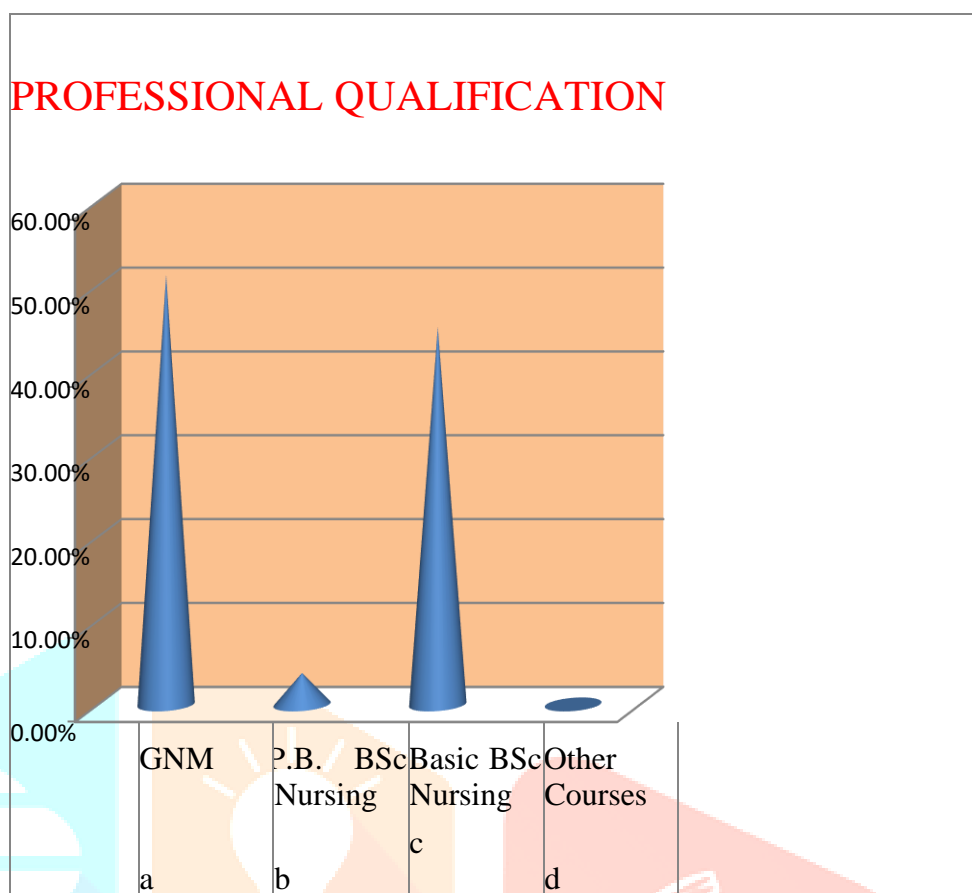 PROFESSIONAL QUALIFICATION
60.00%
50.00%
40.00%
30.00%
20.00%
10.00%
0.00%
GNM
a
P.B. BSc
Nursing
b
Basic BSc
Nursing
c
Other
Courses
d